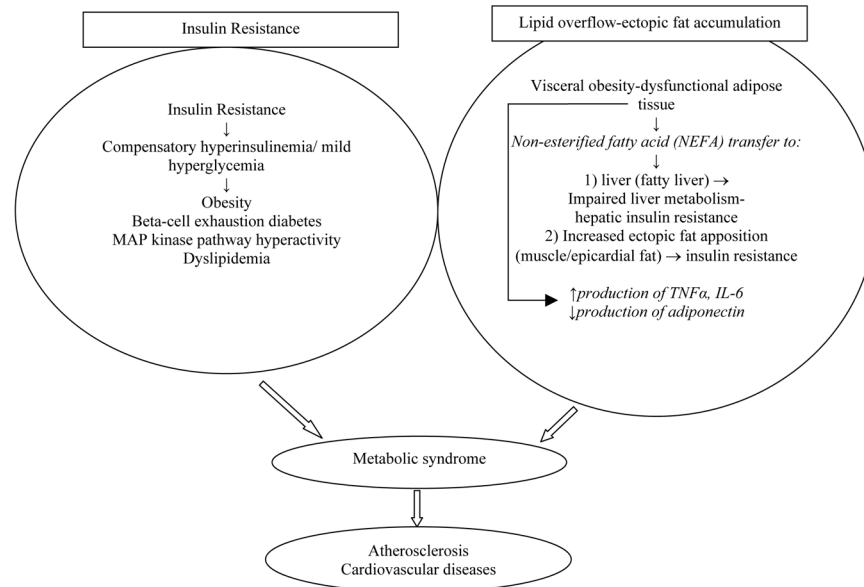 Insulin Resistance
Lipid overflow-ectopic fat accumulation
Insulin Resistance
↓
Compensatory hyperinsulinemia/ mild
hyperglycemia
↓
Obesity
Beta-cell exhaustion diabetes
MAP kinase pathway hyperactivity
Dyslipidemia
Visceral obesity-dysfunctional adipose
tissue
↓
Non-esterified fatty acid (NEFA) transfer to:
↓
1) liver (fatty liver) →
Impaired liver metabolism-
hepatic insulin resistance
2) Increased ectopic fat apposition
(muscle/epicardial fat) → insulin resistance
↑production of TNFα, IL-6
↓production of adiponectin
Metabolic syndrome
Atherosclerosis
Cardiovascular diseases